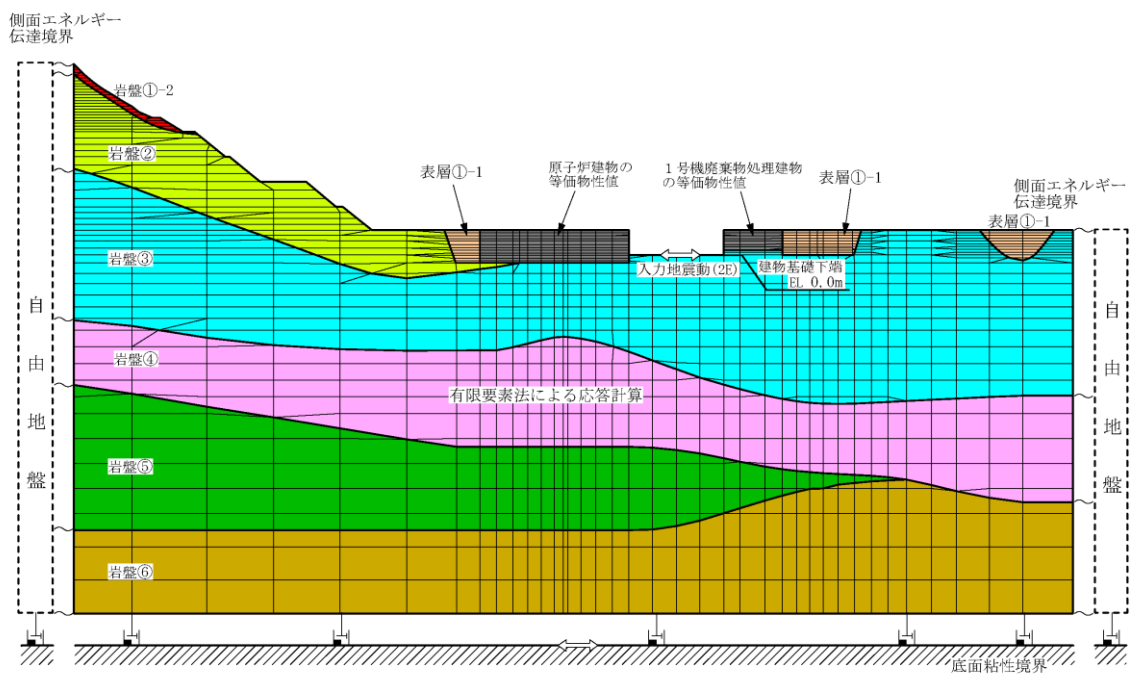 側面エネルギー
伝達境界
岩盤①-2
岩盤②
表層①-1
原子炉建物の
等価物性値
1号機廃棄物処理建物
の等価物性値
表層①-1
側面エネルギー
伝達境界
表層①-1
岩盤③
入力地震動(2E)
建物基礎下端
EL 0.0m
自由地盤
自由地盤
岩盤④
有限要素法による応答計算
岩盤⑤
岩盤⑥
底面粘性境界